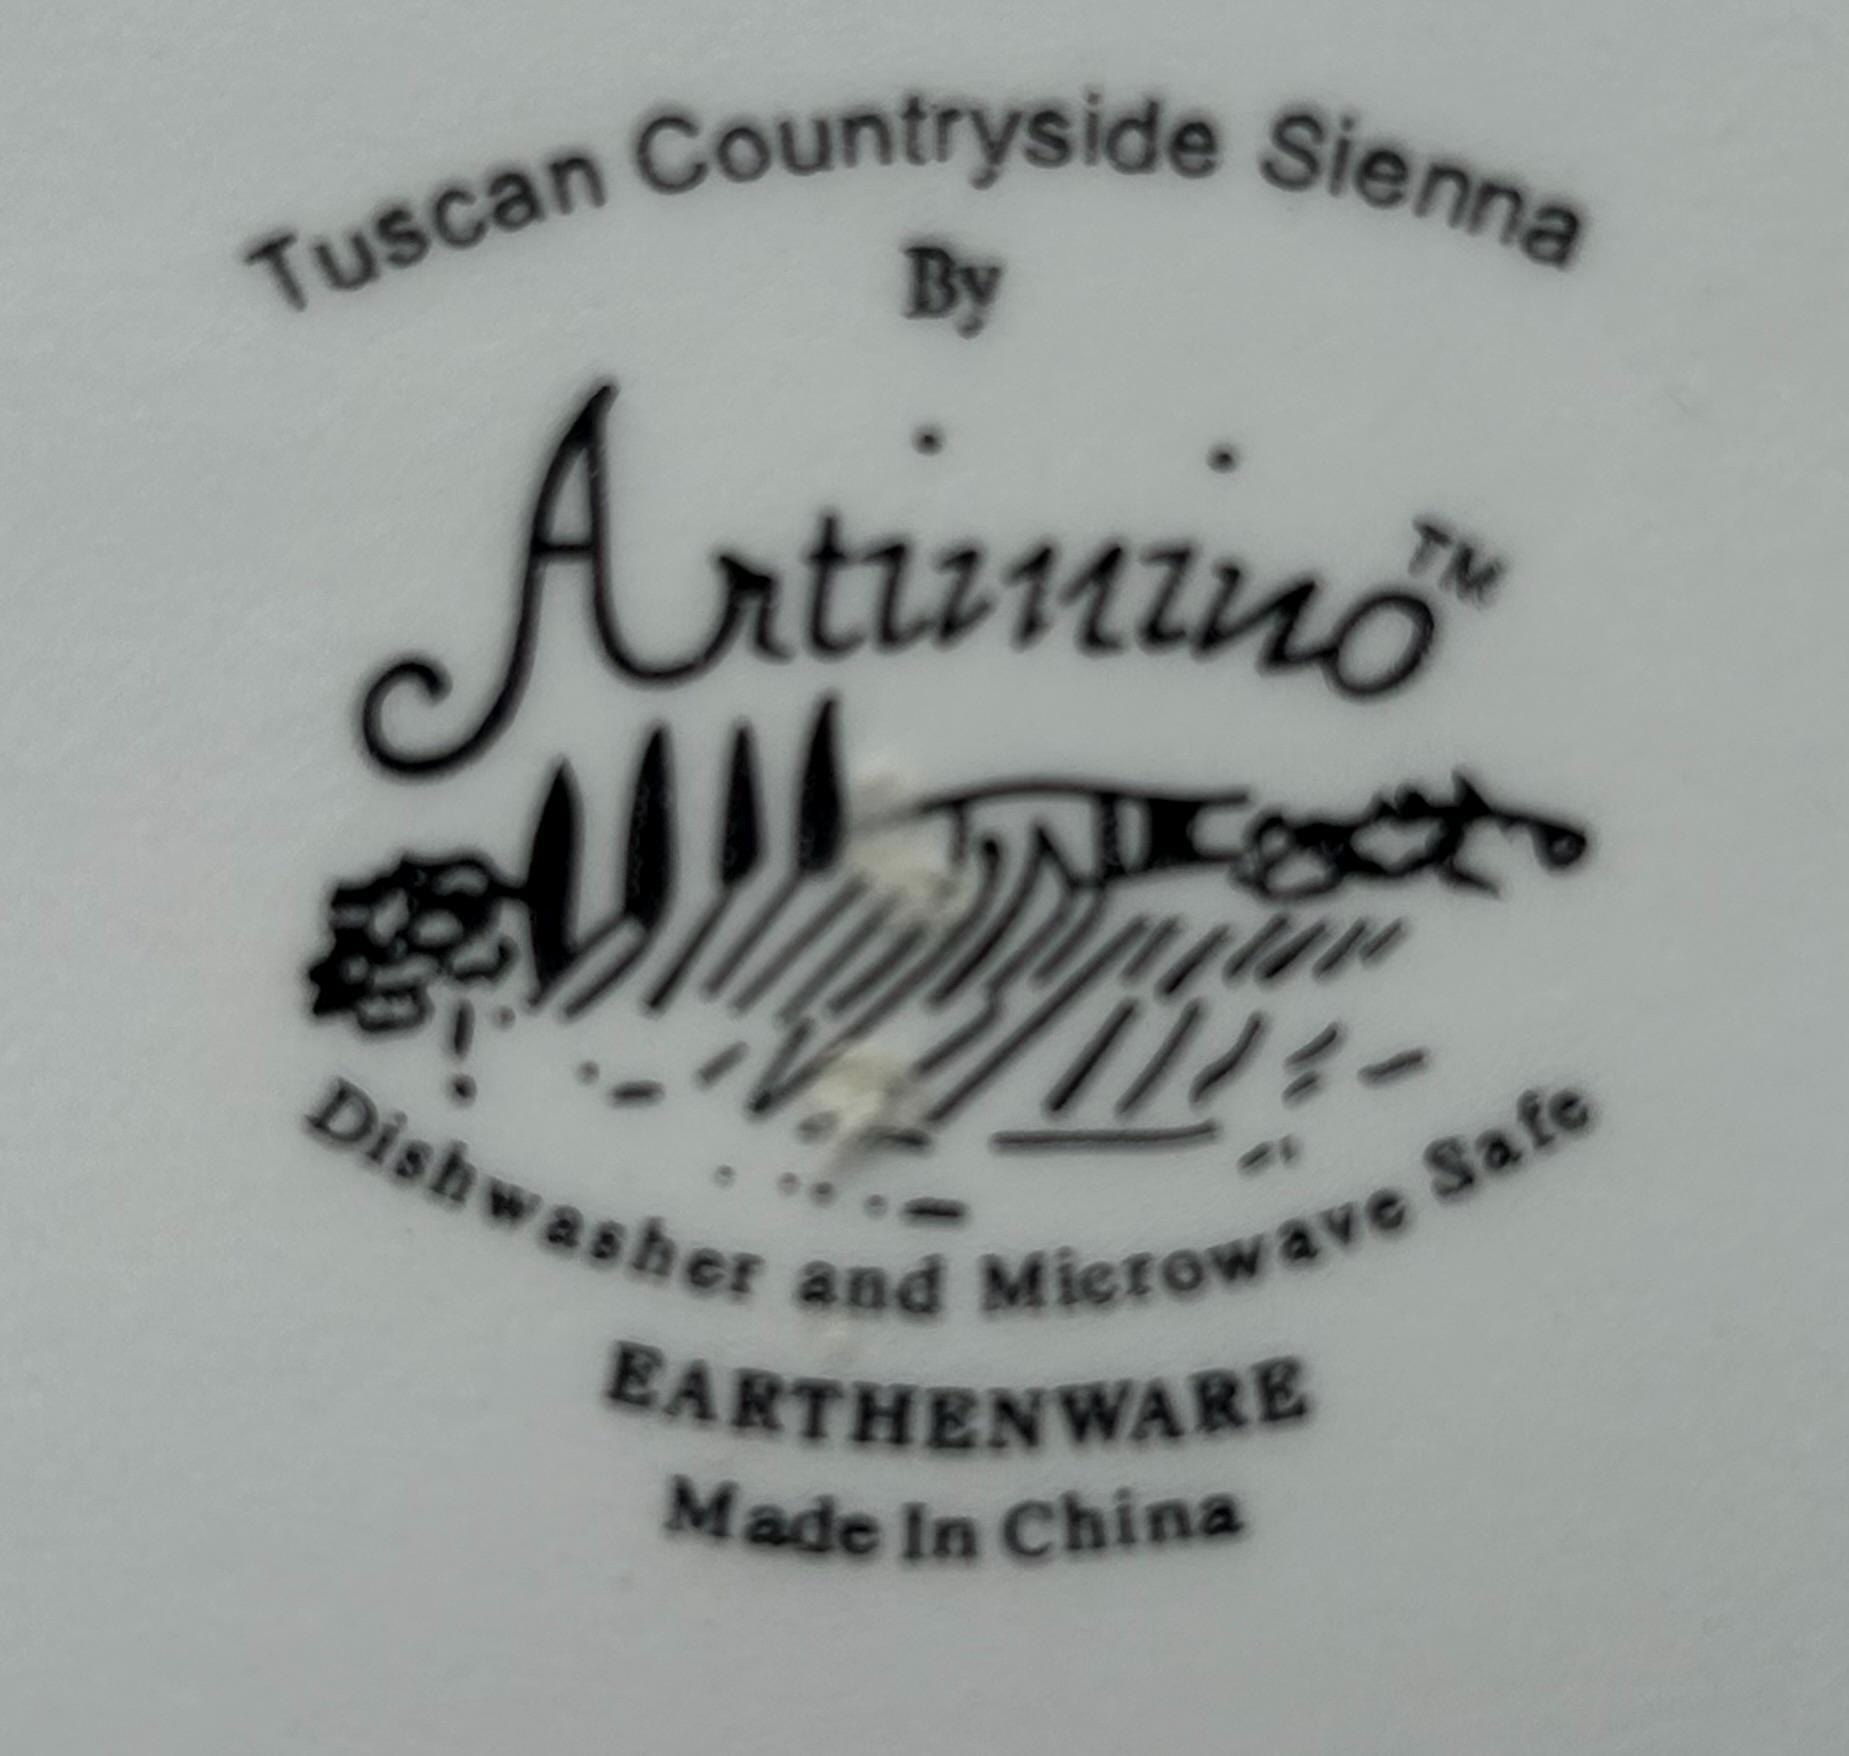 Tuscan Countryside Sienna
By
Artimino™
Dishwasher and Microwave Safe
EARTHENWARE
Made In China